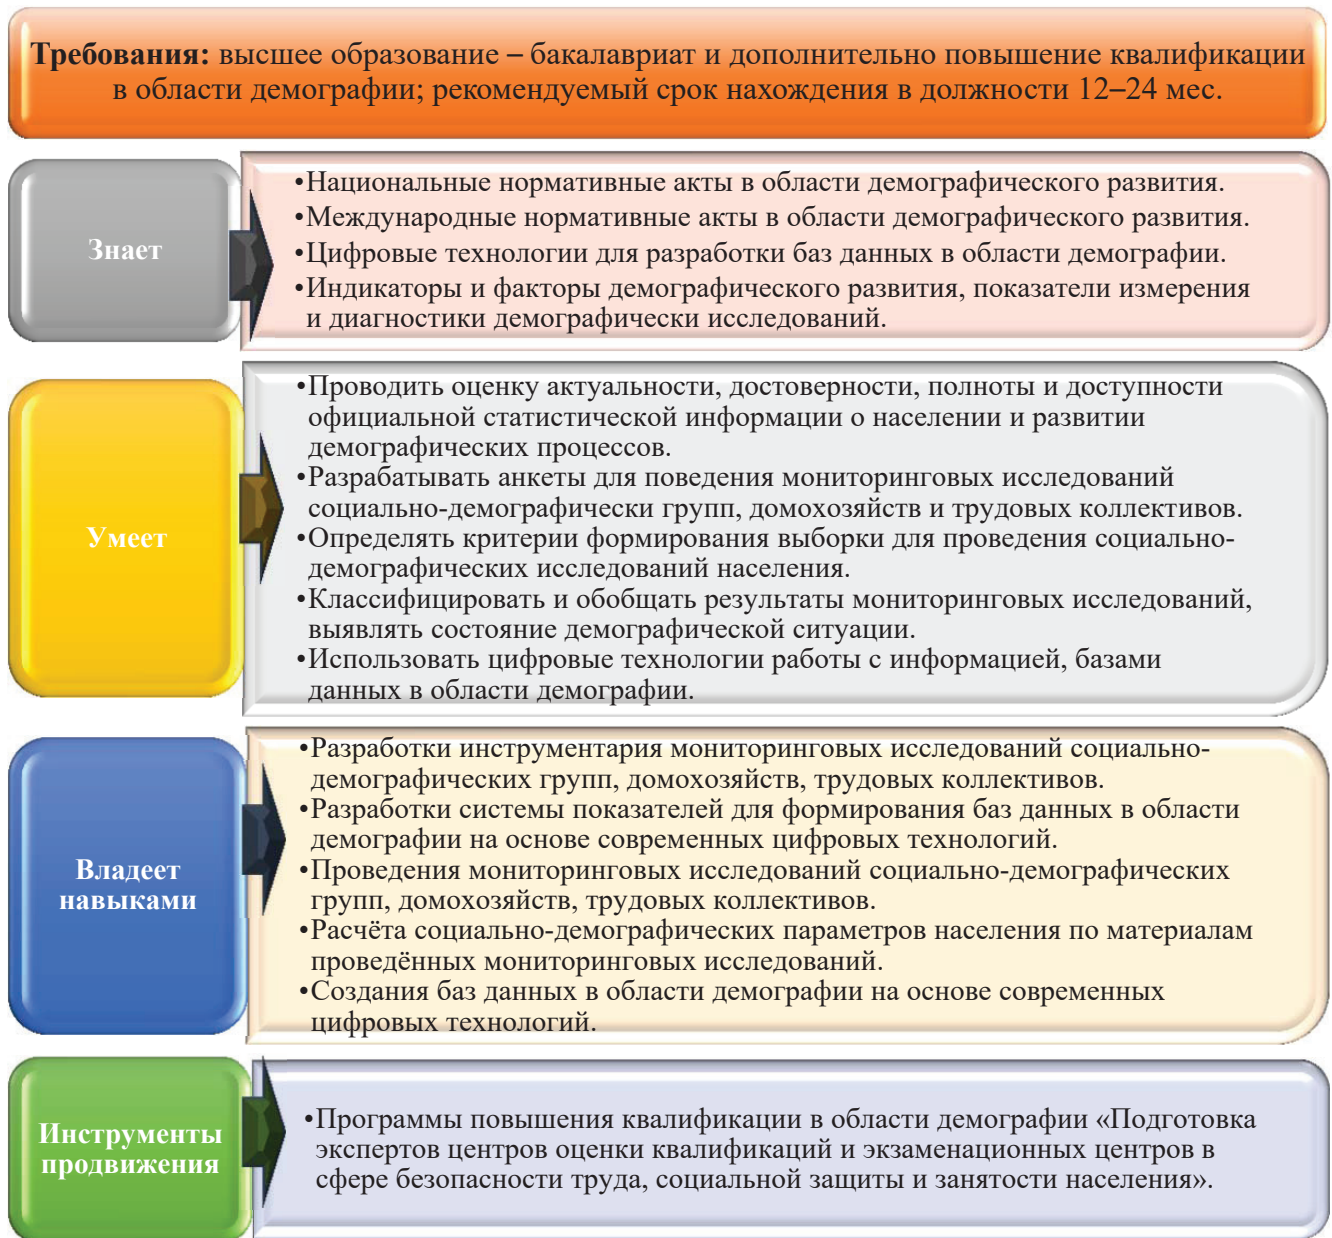 Требования: высшее образование – бакалавриат и дополнительно повышение квалификации
в области демографии; рекомендуемый срок нахождения в должности 12–24 мес.
Знает
•Национальные нормативные акты в области демографического развития.
•Международные нормативные акты в области демографического развития.
•Цифровые технологии для разработки баз данных в области демографии.
•Индикаторы и факторы демографического развития, показатели измерения
и диагностики демографически исследований.
Умеет
•Проводить оценку актуальности, достоверности, полноты и доступности
официальной статистической информации о населении и развитии
демографических процессов.
•Разрабатывать анкеты для поведения мониторинговых исследований
социально-демографически групп, домохозяйств и трудовых коллективов.
•Определять критерии формирования выборки для проведения социально-
демографических исследований населения.
•Классифицировать и обобщать результаты мониторинговых исследований,
выявлять состояние демографической ситуации.
•Использовать цифровые технологии работы с информацией, базами
данных в области демографии.
Владеет
навыками
•Разработки инструментария мониторинговых исследований социально-
демографических групп, домохозяйств, трудовых коллективов.
•Разработки системы показателей для формирования баз данных в области
демографии на основе современных цифровых технологий.
•Проведения мониторинговых исследований социально-демографических
групп, домохозяйств, трудовых коллективов.
•Расчёта социально-демографических параметров населения по материалам
проведённых мониторинговых исследований.
•Создания баз данных в области демографии на основе современных
цифровых технологий.
Инструменты
продвижения
•Программы повышения квалификации в области демографии «Подготовка
экспертов центров оценки квалификаций и экзаменационных центров в
сфере безопасности труда, социальной защиты и занятости населения».